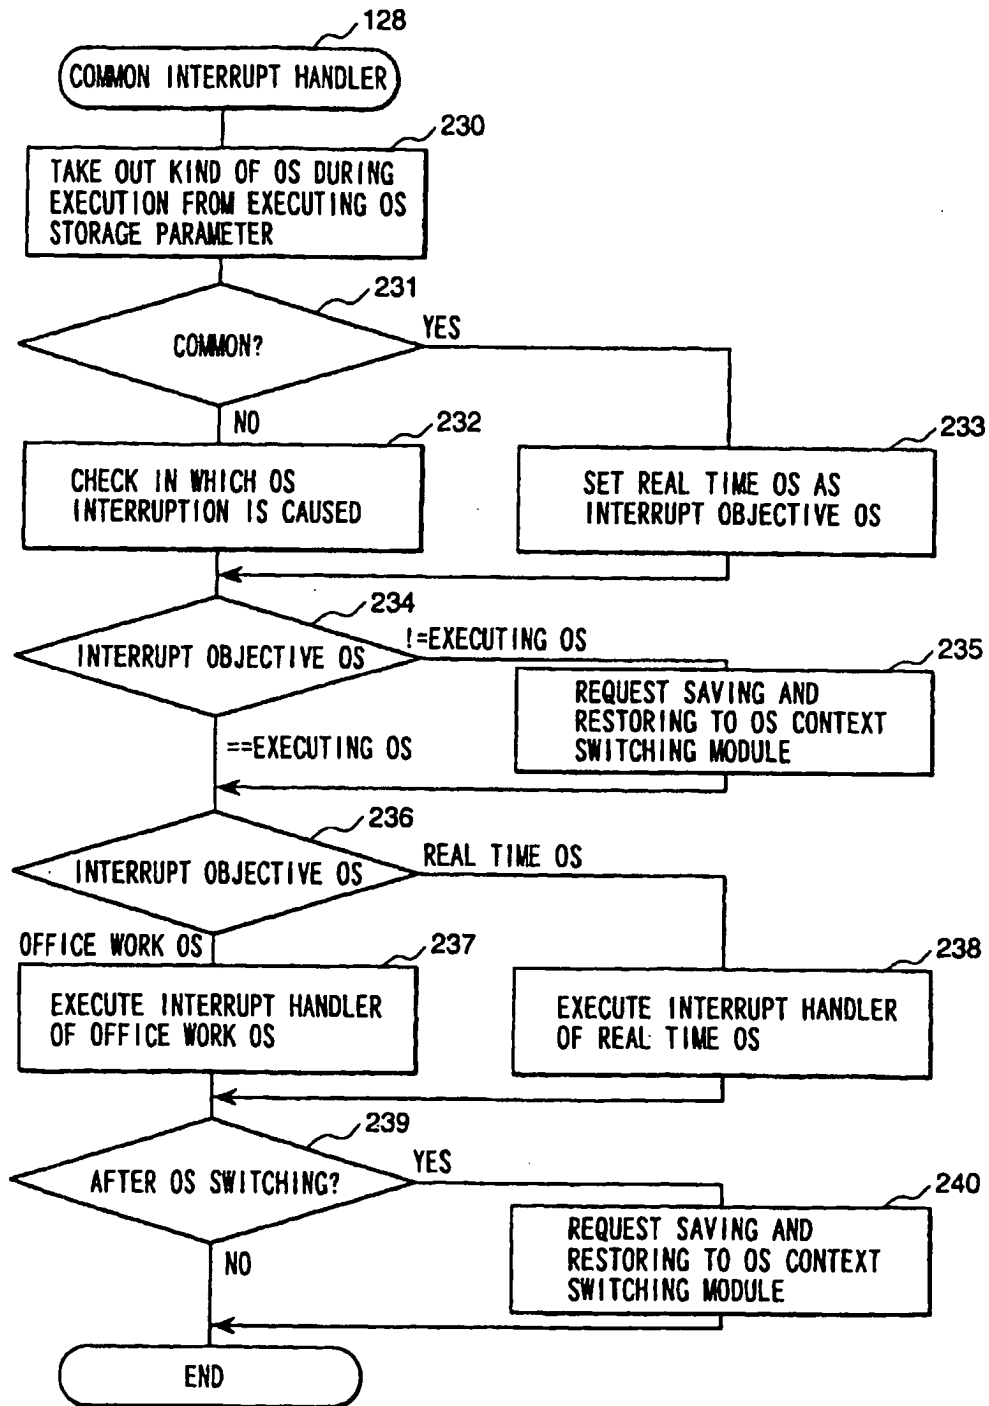 128
COMMON INTERRUPT HANDLER
230
TAKE OUT KIND OF OS DURING
EXECUTION FROM EXECUTING OS
STORAGE PARAMETER
231
COMMON?
YES
NO
232
CHECK IN WHICH OS
INTERRUPTION IS CAUSED
233
SET REAL TIME OS AS
INTERRUPT OBJECTIVE OS
234
INTERRUPT OBJECTIVE OS
!=EXECUTING OS
==EXECUTING OS
235
REQUEST SAVING AND
RESTORING TO OS CONTEXT
SWITCHING MODULE
236
INTERRUPT OBJECTIVE OS
REAL TIME OS
OFFICE WORK OS
237
EXECUTE INTERRUPT HANDLER
OF OFFICE WORK OS
238
EXECUTE INTERRUPT HANDLER
OF REAL TIME OS
239
AFTER OS SWITCHING?
YES
NO
240
REQUEST SAVING AND
RESTORING TO OS CONTEXT
SWITCHING MODULE
END